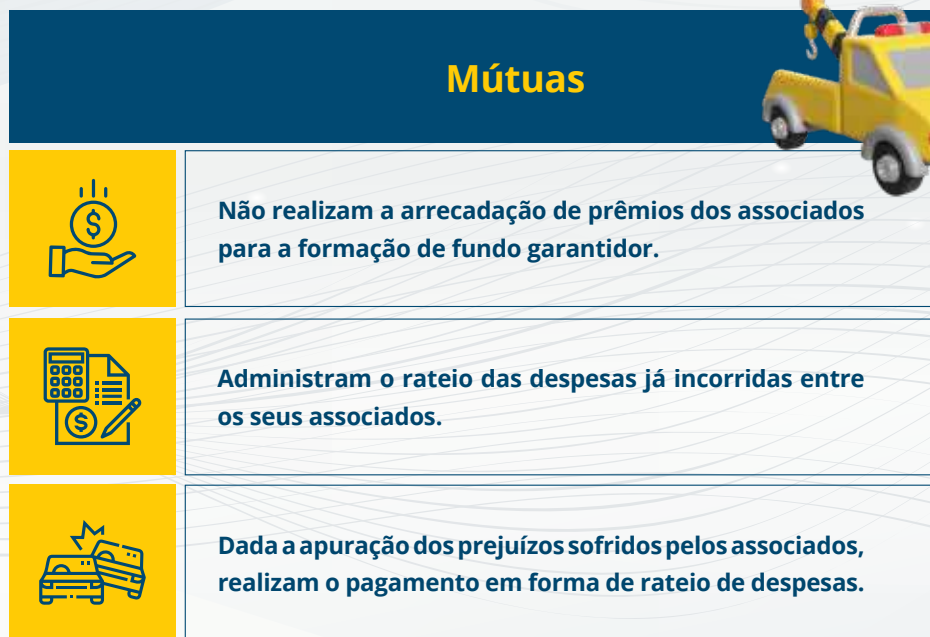 Mútuas
Não realizam a arrecadação de prêmios dos associados
para a formação de fundo garantidor.
Administram o rateio das despesas já incorridas entre
os seus associados.
Dada a apuração dos prejuízos sofridos pelos associados,
realizam o pagamento em forma de rateio de despesas.